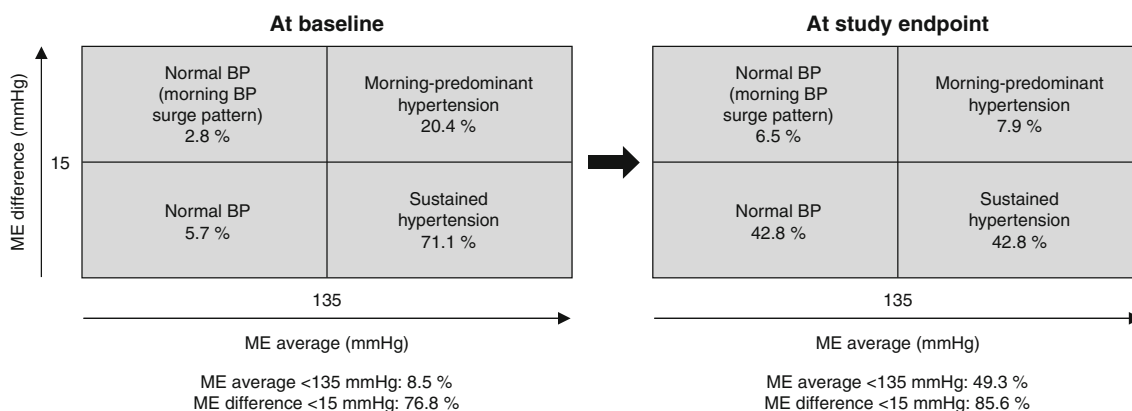 At baseline
ME difference (mmHg)
15
Normal BP
(morning BP
surge pattern)
2.8 %
Morning-predominant
hypertension
20.4 %
Normal BP
5.7 %
Sustained
hypertension
71.1 %
135
ME average (mmHg)
ME average <135 mmHg: 8.5 %
ME difference <15 mmHg: 76.8 %
At study endpoint
Normal BP
(morning BP
surge pattern)
6.5 %
Morning-predominant
hypertension
7.9 %
Normal BP
42.8 %
Sustained
hypertension
42.8 %
135
ME average (mmHg)
ME average <135 mmHg: 49.3 %
ME difference <15 mmHg: 85.6 %